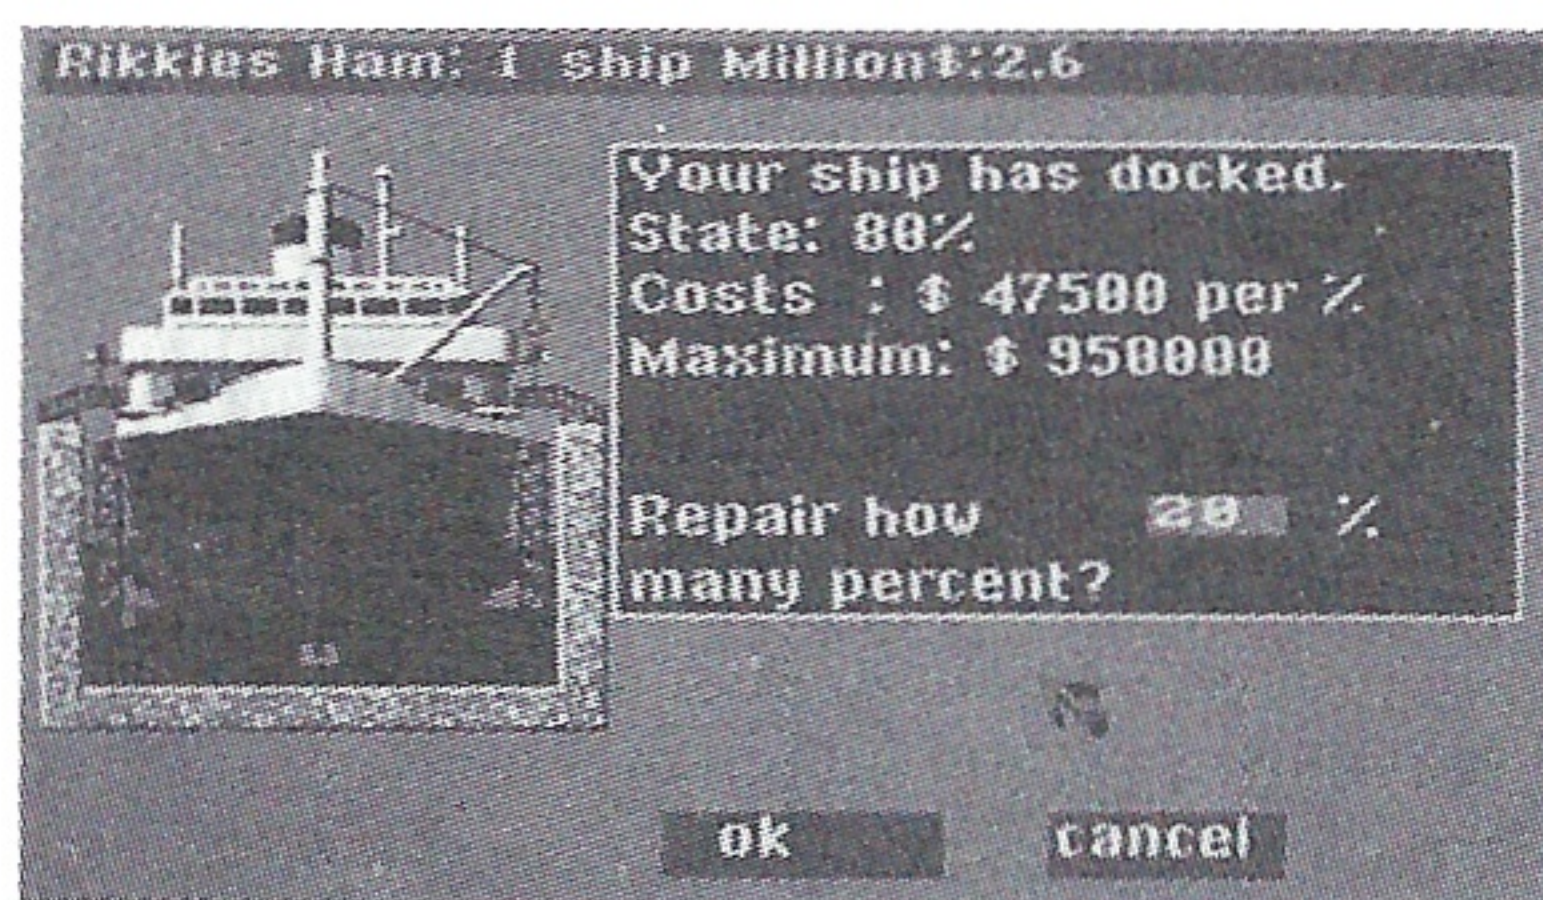 Rikkies Ham: 1 ship Million$:2.6
Your ship has docked.
State: 80%
Costs : $ 47500 per %
Maximum: $ 950000
Repair how 20 %
many percent?
ok cancel